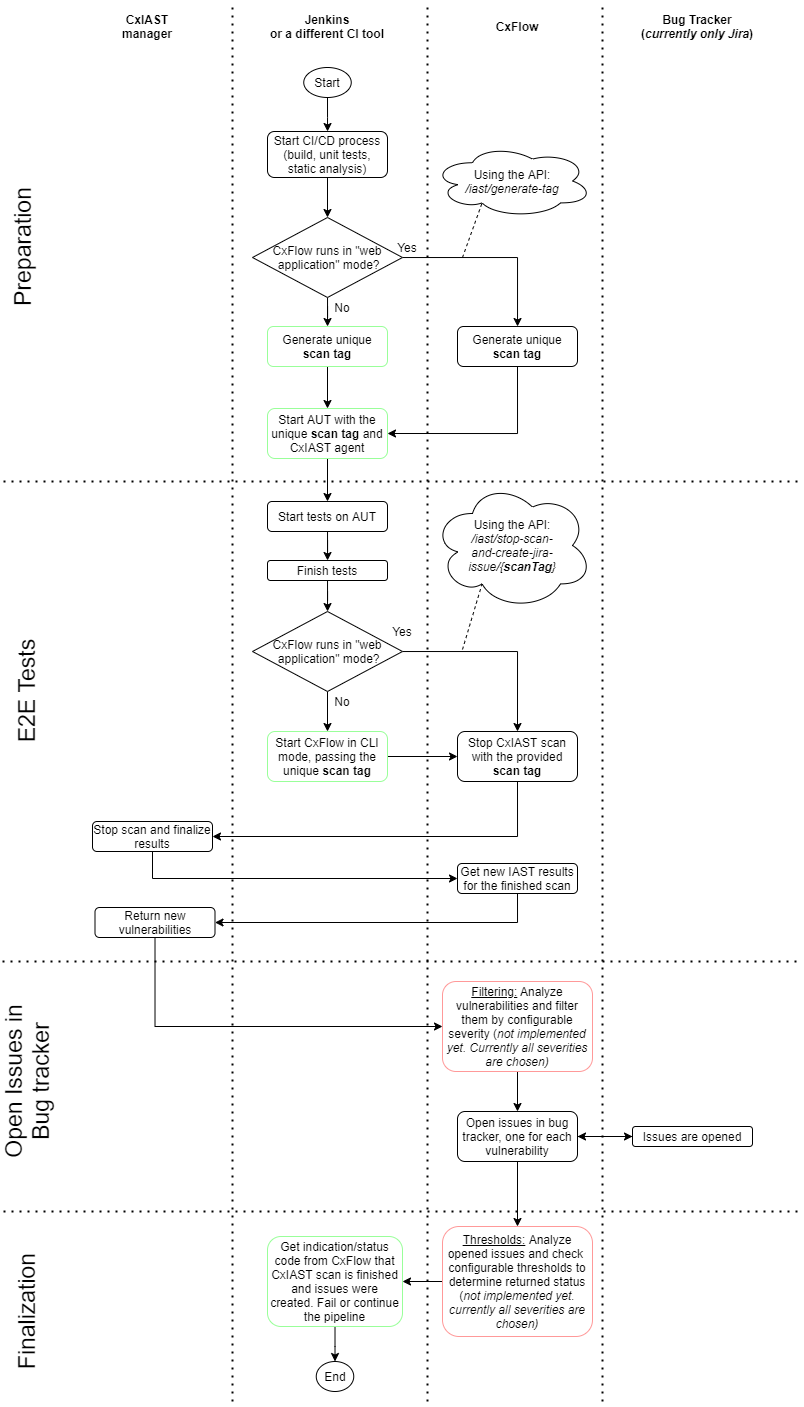 CxIAST
manager
Jenkins
or a different CI tool
CxFlow
Bug Tracker
(currently only Jira)
Preparation
Start
Start CI/CD process
(build, unit tests,
static analysis)
Using the API:
/iast/generate-tag
CxFlow runs in "web
application" mode?
Yes
No
Generate unique
scan tag
Generate unique
scan tag
Start AUT with the
unique scan tag and
CxIAST agent
E2E Tests
Start tests on AUT
Using the API:
/iast/stop-scan-
and-create-jira-
issue/{scanTag}
Finish tests
CxFlow runs in "web
application" mode?
Yes
No
Start CxFlow in CLI
mode, passing the
unique scan tag
Stop CxIAST scan
with the provided
scan tag
Stop scan and finalize
results
Get new IAST results
for the finished scan
Return new
vulnerabilities
Open Issues in
Bug tracker
Filtering: Analyze
vulnerabilities and filter
them by configurable
severity (not implemented
yet. Currently all severities
are chosen)
Open issues in bug
tracker, one for each
vulnerability
Issues are opened
Finalization
Get indication/status
code from CxFlow that
CxIAST scan is finished
and issues were
created. Fail or continue
the pipeline
Thresholds: Analyze
opened issues and check
configurable thresholds to
determine returned status
(not implemented yet.
currently all severities are
chosen)
End